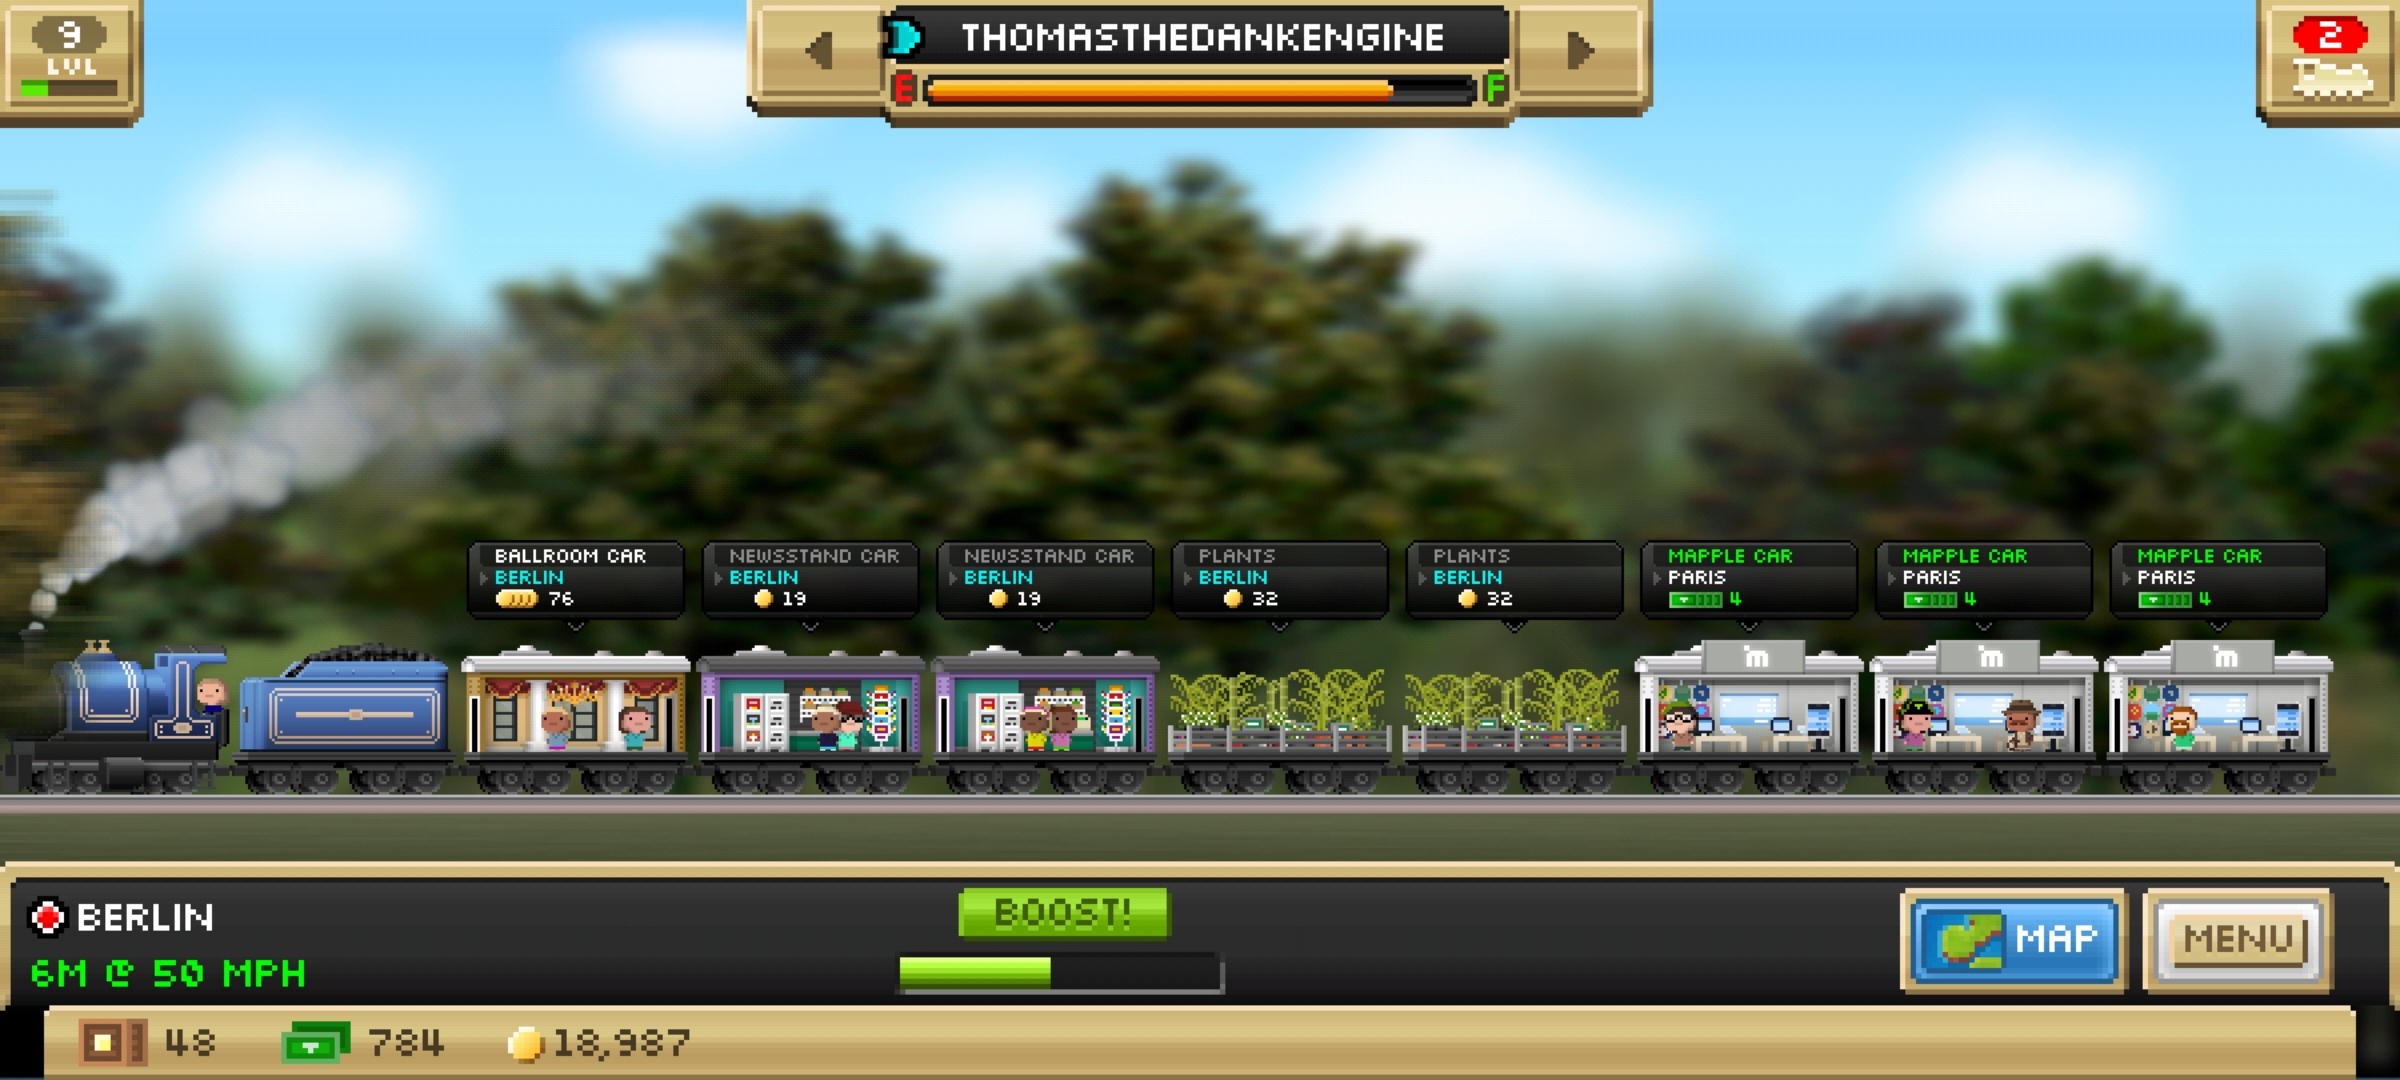 9
LVL
THOMASTHEDANKENGINE
E F
2
BALLROOM CAR
BERLIN
76
NEWSSTAND CAR
BERLIN
19
NEWSSTAND CAR
BERLIN
19
PLANTS
BERLIN
32
PLANTS
BERLIN
32
MAPPLE CAR
PARIS
4
MAPPLE CAR
PARIS
4
MAPPLE CAR
PARIS
4
m
m
m
BERLIN
6M @ 50 MPH
BOOST!
MAP
MENU
48
784
18,987